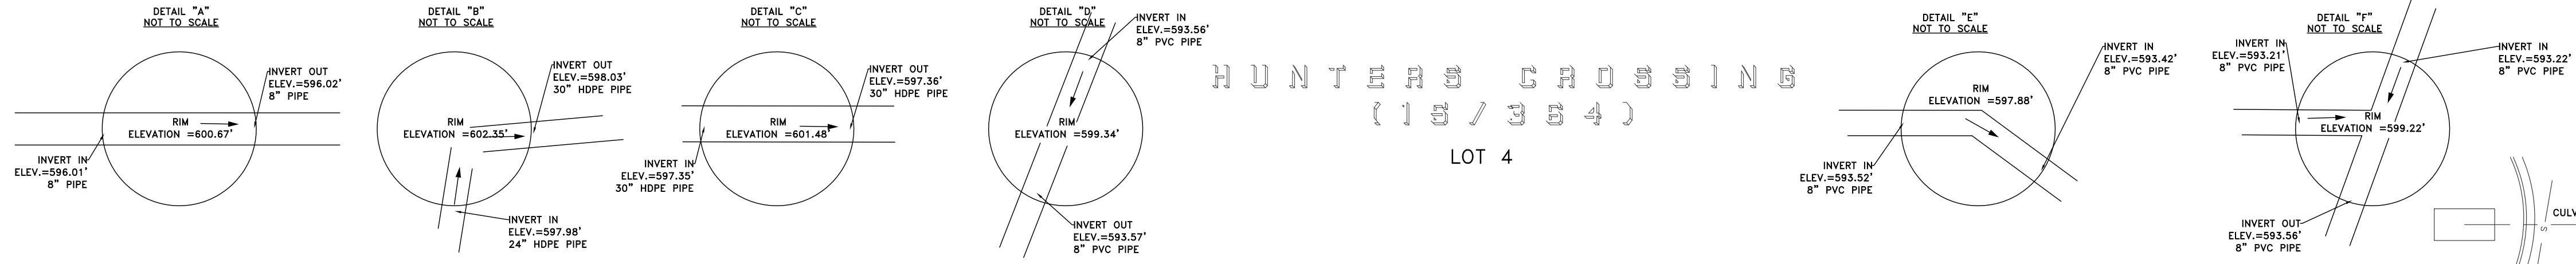 DETAIL "A"
NOT TO SCALE
INVERT OUT
ELEV.=596.02'
8" PIPE
RIM
ELEVATION =600.67'
INVERT IN
ELEV.=596.01'
8" PIPE
DETAIL "B"
NOT TO SCALE
INVERT OUT
ELEV.=598.03'
30" HDPE PIPE
RIM
ELEVATION =602.35'
INVERT IN
ELEV.=597.98'
24" HDPE PIPE
DETAIL "C"
NOT TO SCALE
INVERT OUT
ELEV.=597.36'
30" HDPE PIPE
RIM
ELEVATION =601.48'
INVERT IN
ELEV.=597.35'
30" HDPE PIPE
DETAIL "D"
NOT TO SCALE
INVERT IN
ELEV.=593.56'
8" PVC PIPE
RIM
ELEVATION =599.34'
INVERT OUT
ELEV.=593.57'
8" PVC PIPE
HUNTERS CROSSING
(15/364)
LOT 4
DETAIL "E"
NOT TO SCALE
INVERT IN
ELEV.=593.42'
8" PVC PIPE
RIM
ELEVATION =597.88'
INVERT IN
ELEV.=593.52'
8" PVC PIPE
DETAIL "F"
NOT TO SCALE
INVERT IN
ELEV.=593.21'
8" PVC PIPE
INVERT IN
ELEV.=593.22'
8" PVC PIPE
RIM
ELEVATION =599.22'
INVERT OUT
ELEV.=593.56'
8" PVC PIPE
CULV
S